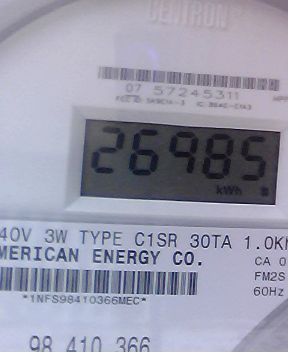 CENTRON®
07 57245311
26985
kWh
40V 3W TYPE C1SR 30TA 1.0Kh
MERICAN ENERGY CO.
CA 0
FM2S
60Hz
*1NFS98410366MEC*
98 410 366